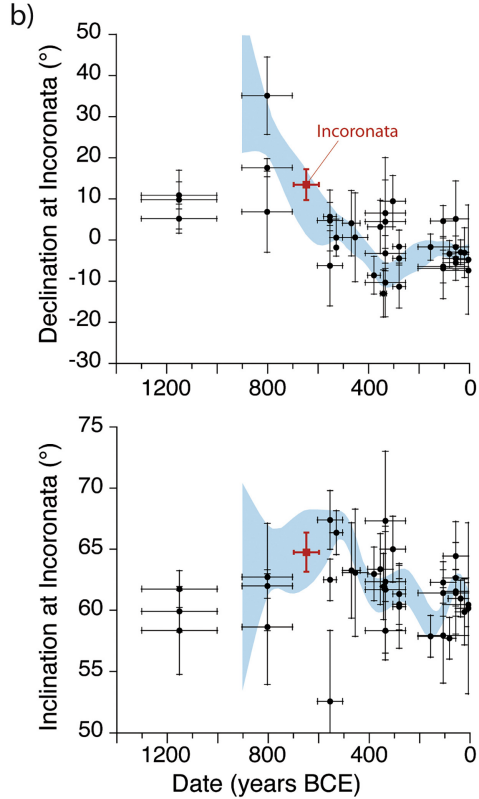 b)
Declination at Incoronata (°)
50
40
30
20
10
0
-10
-20
-30
Incoronata
1200 800 400 0
Inclination at Incoronata (°)
75
70
65
60
55
50
1200 800 400 0
Date (years BCE)